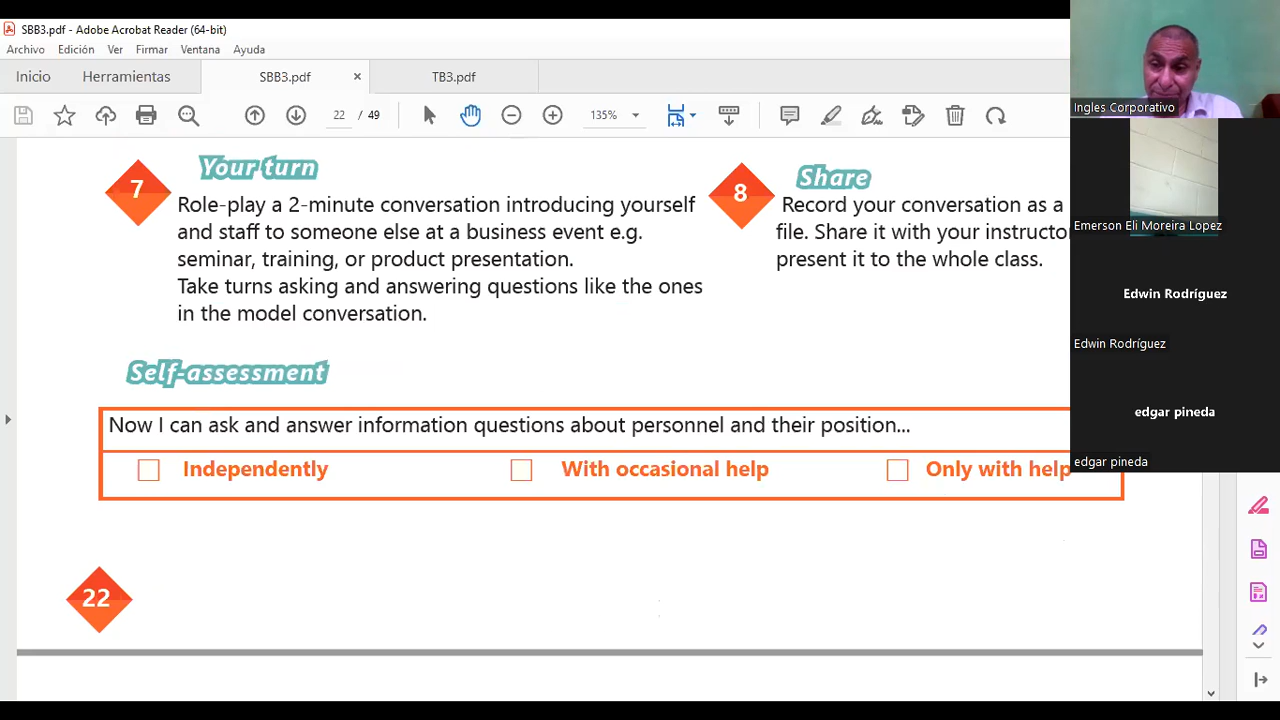 SBB3.pdf - Adobe Acrobat Reader (64-bit)
Archivo Edición Ver Firmar Ventana Ayuda
Inicio Herramientas SBB3.pdf × TB3.pdf
22 / 49 135%
7 Your turn
Role-play a 2-minute conversation introducing yourself
and staff to someone else at a business event e.g.
seminar, training, or product presentation.
Take turns asking and answering questions like the ones
in the model conversation.
8 Share
Record your conversation as a
file. Share it with your instructo
present it to the whole class.
Self-assessment
Now I can ask and answer information questions about personnel and their position...
Independently With occasional help Only with help
22
Ingles Corporativo
Emerson Eli Moreira Lopez
Edwin Rodríguez
Edwin Rodríguez
edgar pineda
edgar pineda